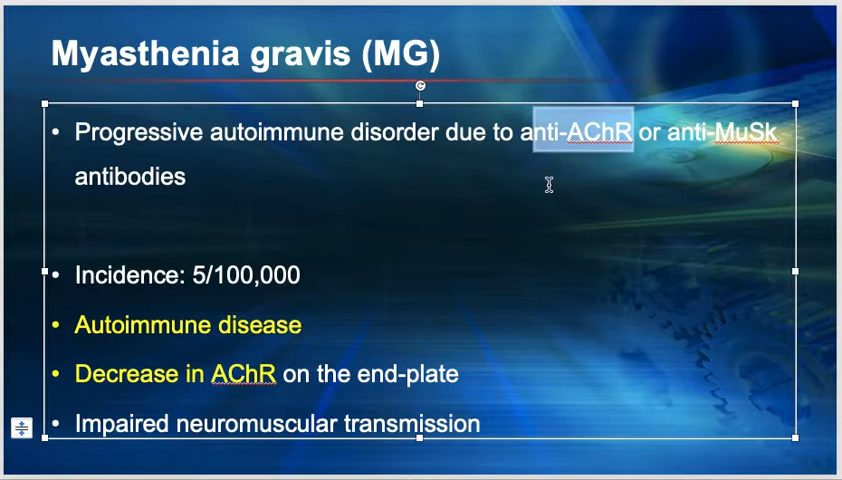 Myasthenia gravis (MG)
• Progressive autoimmune disorder due to anti-AChR or anti-MuSk
antibodies
• Incidence: 5/100,000
• Autoimmune disease
• Decrease in AChR on the end-plate
• Impaired neuromuscular transmission